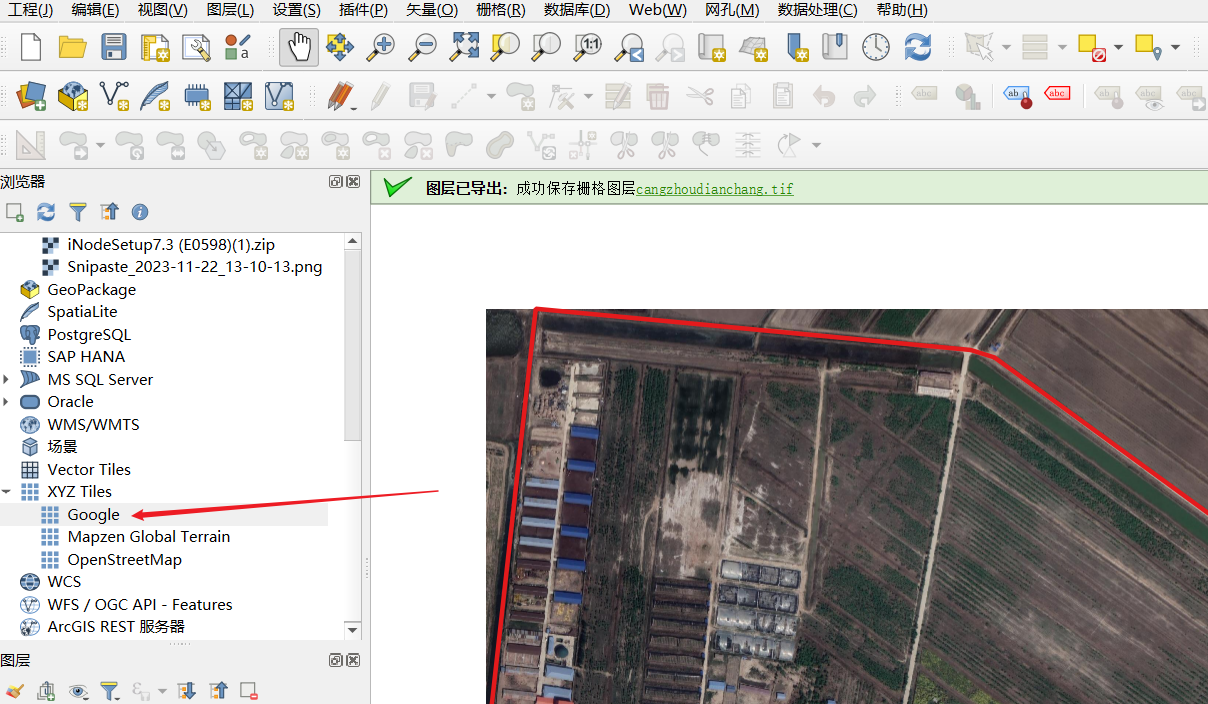 工程(J) 编辑(E) 视图(V) 图层(L) 设置(S) 插件(P) 矢量(O) 栅格(R) 数据库(D) Web(W) 网孔(M) 数据处理(C) 帮助(H)
1:1
a
abc ab abc abc abc abc
浏览器
图层已导出：成功保存栅格图层cangzhoudianchang.tif
iNodeSetup7.3 (E0598)(1).zip
Snipaste_2023-11-22_13-10-13.png
GeoPackage
SpatiaLite
PostgreSQL
SAP HANA
MS SQL Server
Oracle
WMS/WMTS
场景
Vector Tiles
XYZ Tiles
Google
Mapzen Global Terrain
OpenStreetMap
WCS
WFS / OGC API - Features
ArcGIS REST 服务器
图层